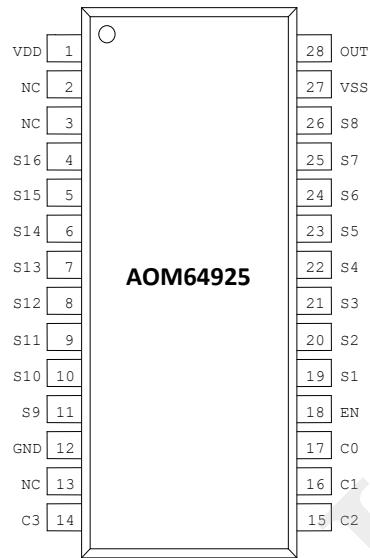 VDD 1 28 OUT
NC 2 27 VSS
NC 3 26 S8
S16 4 25 S7
S15 5 24 S6
S14 6 23 S5
S13 7 22 S4
AOM64925
S12 8 21 S3
S11 9 20 S2
S10 10 19 S1
S9 11 18 EN
GND 12 17 C0
NC 13 16 C1
C3 14 15 C2